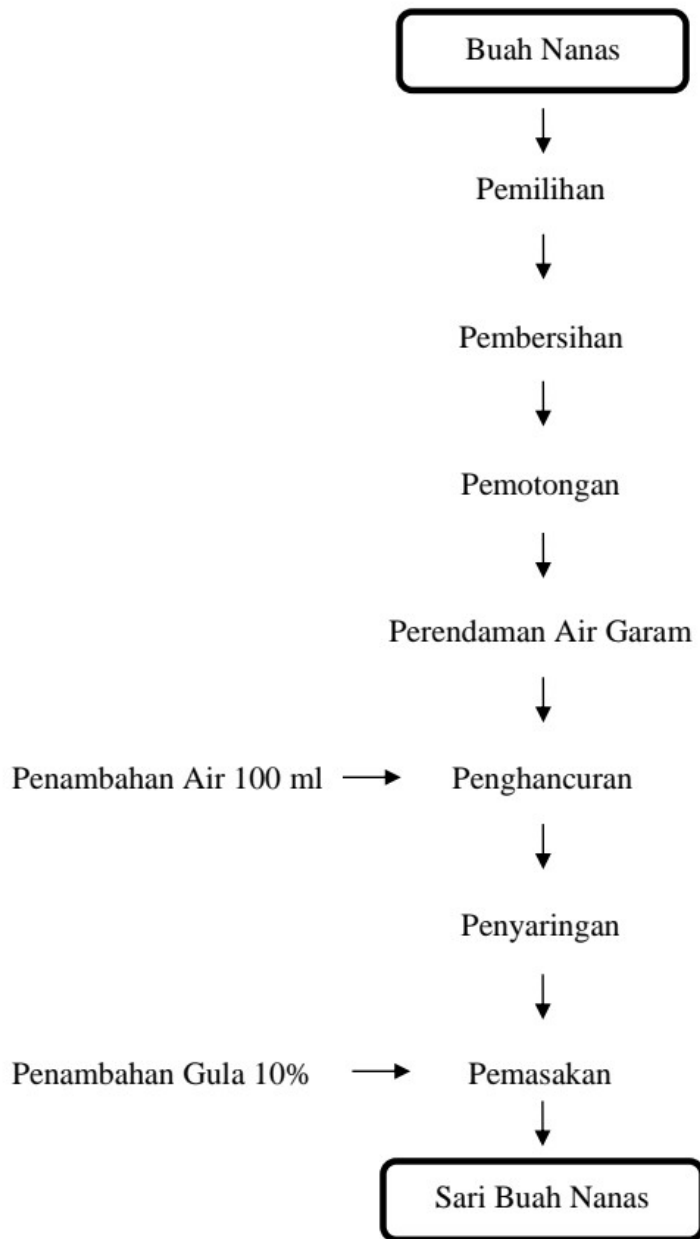 Buah Nanas
Pemilihan
Pembersihan
Pemotongan
Perendaman Air Garam
Penambahan Air 100 ml
Penghancuran
Penyaringan
Penambahan Gula 10%
Pemasakan
Sari Buah Nanas